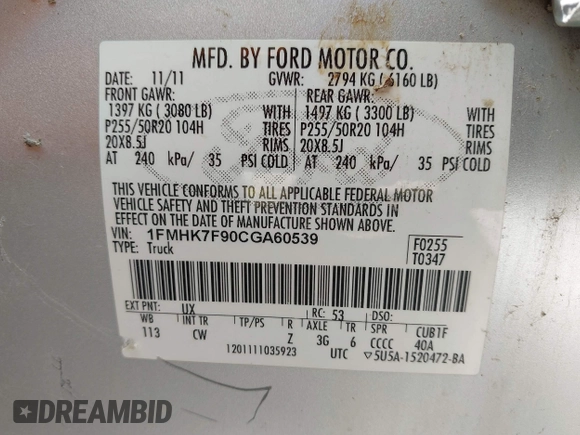 MFD. BY FORD MOTOR CO.
DATE: 11/11 GVWR: 2794 KG ( 6160 LB)
FRONT GAWR: REAR GAWR:
1397 KG ( 3080 LB) WITH 1497 KG ( 3300 LB) WITH
P255/50R20 104H TIRES P255/50R20 104H TIRES
20X8.5J RIMS 20X8.5J RIMS
AT 240 kPa/ 35 PSI COLD AT 240 kPa/ 35 PSI COLD
THIS VEHICLE CONFORMS TO ALL APPLICABLE FEDERAL MOTOR
VEHICLE SAFETY AND THEFT PREVENTION STANDARDS IN
EFFECT ON THE DATE OF MANUFACTURE SHOWN ABOVE.
VIN: 1FMHK7F90CGA60539 F0255
TYPE: Truck T0347
EXT PNT: UX RC: 53 DSO:
WB INT TR TP/PS R AXLE TR SPR CUB1F
113 CW Z 3G 6 CCCC 40A
1201111035923 UTC ▽5U5A-1520472-BA
Ford
DREAMBID